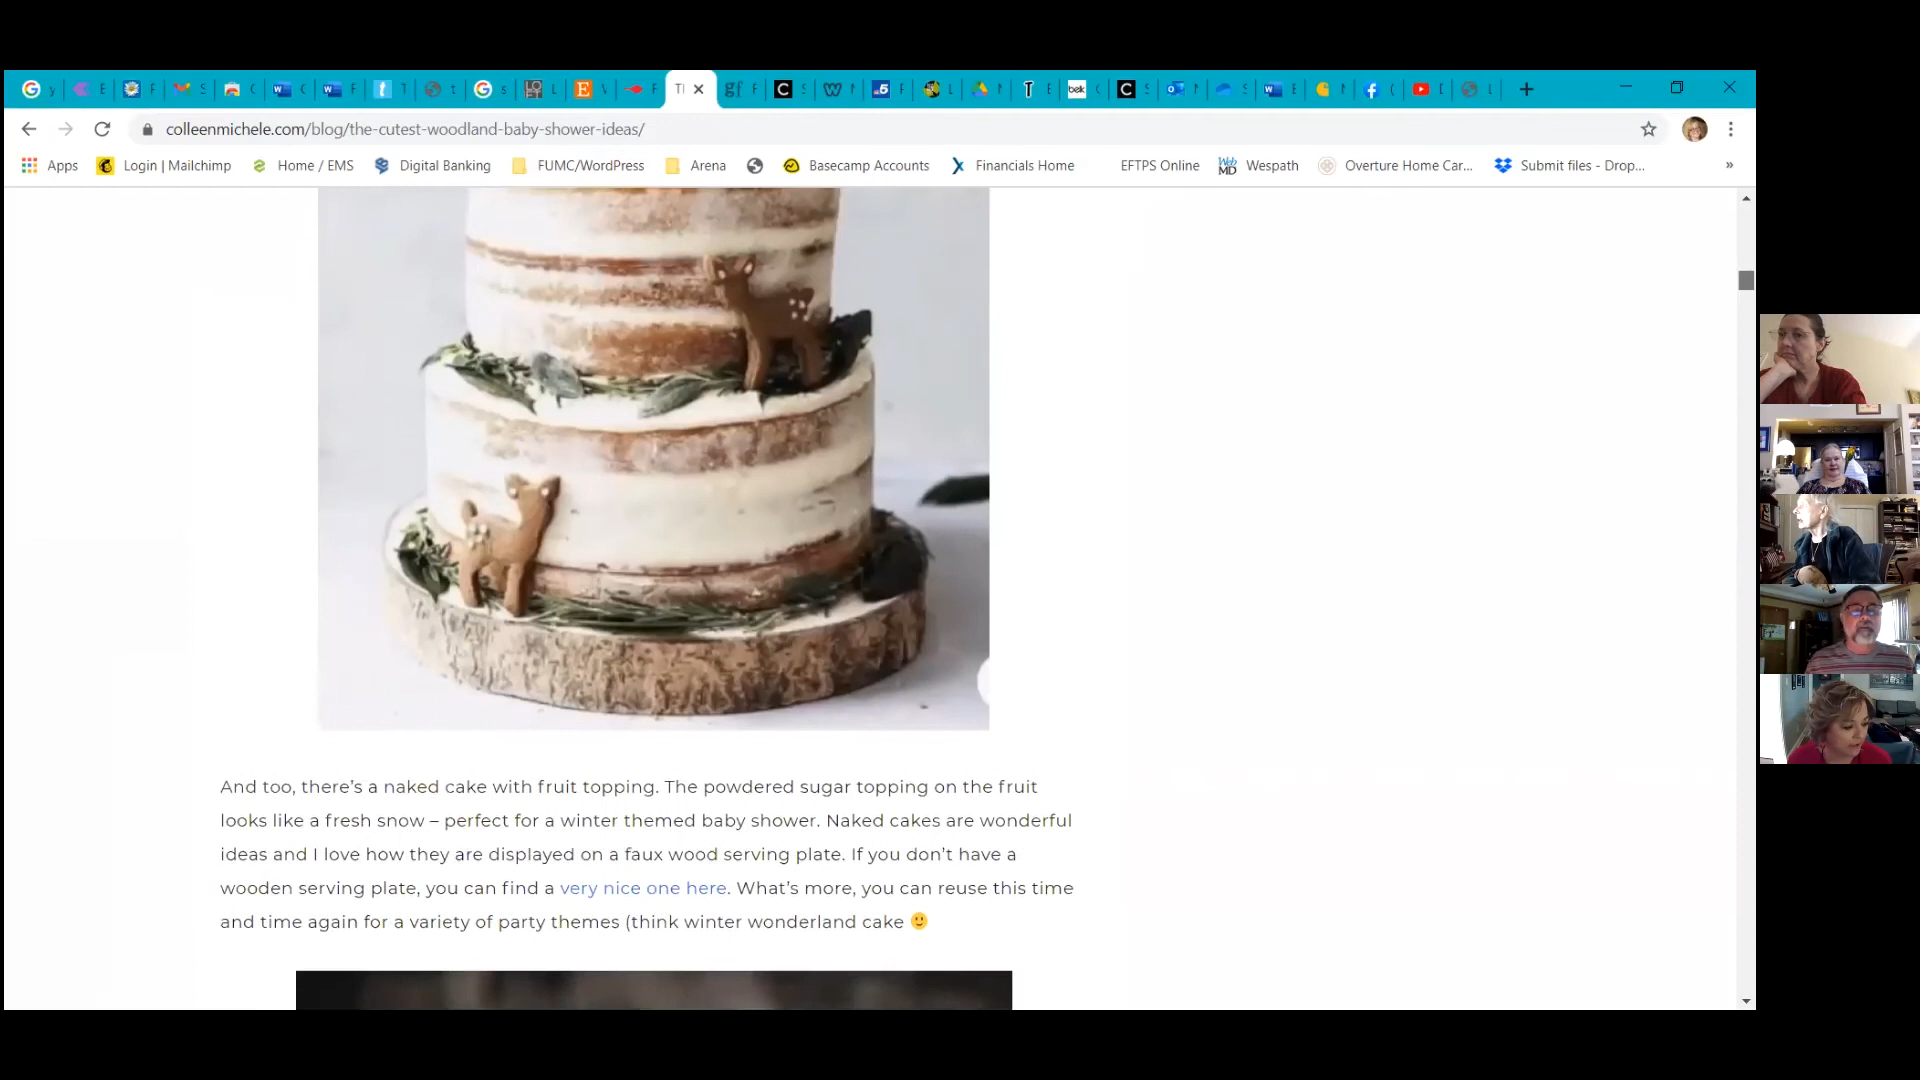 colleenmichele.com/blog/the-cutest-woodland-baby-shower-ideas/
Apps Login | Mailchimp Home / EMS Digital Banking FUMC/WordPress Arena Basecamp Accounts Financials Home EFTPS Online Wespath Overture Home Car... Submit files - Drop... »
And too, there’s a naked cake with fruit topping. The powdered sugar topping on the fruit
looks like a fresh snow – perfect for a winter themed baby shower. Naked cakes are wonderful
ideas and I love how they are displayed on a faux wood serving plate. If you don’t have a
wooden serving plate, you can find a very nice one here. What’s more, you can reuse this time
and time again for a variety of party themes (think winter wonderland cake 🙂